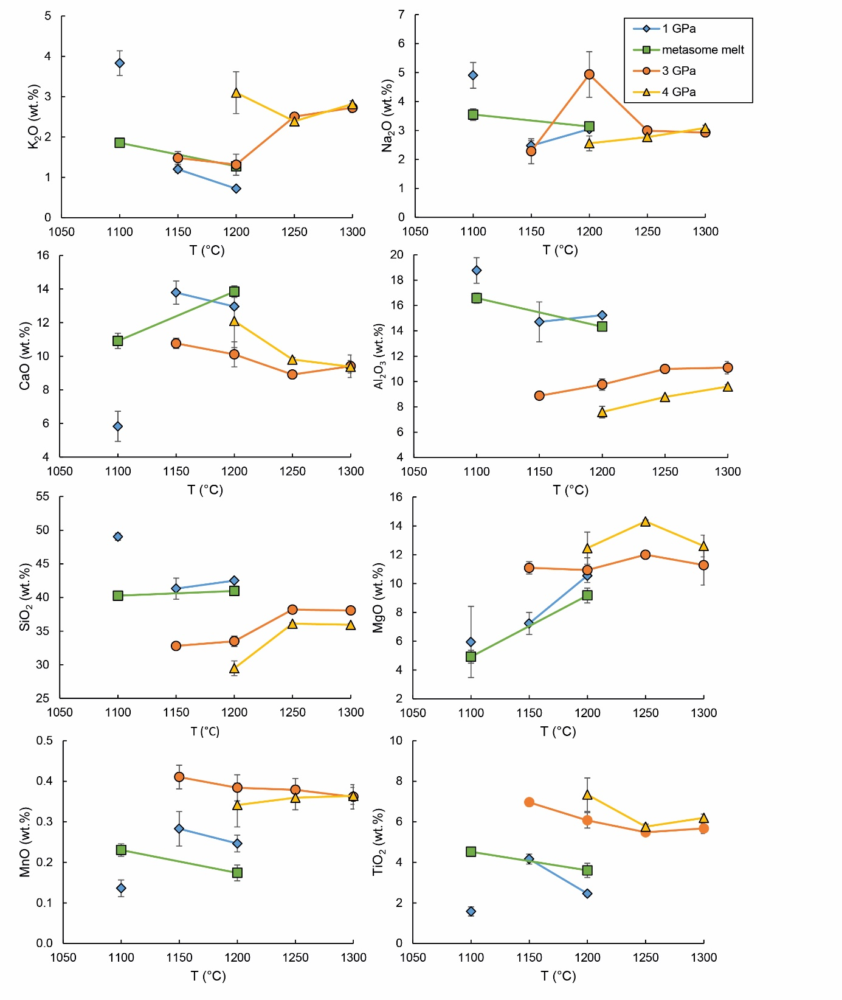 5
4
3
2
1
0
K₂O (wt.%)
1050 1100 1150 1200 1250 1300
T (°C)
7
6
5
4
3
2
1
0
Na₂O (wt.%)
1050 1100 1150 1200 1250 1300
T (°C)
1 GPa
metasome melt
3 GPa
4 GPa
16
14
12
10
8
6
4
CaO (wt.%)
1050 1100 1150 1200 1250 1300
T (°C)
20
18
16
14
12
10
8
6
4
Al₂O₃ (wt.%)
1050 1100 1150 1200 1250 1300
T (°C)
55
50
45
40
35
30
25
SiO₂ (wt.%)
1050 1100 1150 1200 1250 1300
T (°C)
16
14
12
10
8
6
4
2
MgO (wt.%)
1050 1100 1150 1200 1250 1300
T (°C)
0.5
0.4
0.3
0.2
0.1
0.0
MnO (wt.%)
1050 1100 1150 1200 1250 1300
T (°C)
10
8
6
4
2
0
TiO₂ (wt.%)
1050 1100 1150 1200 1250 1300
T (°C)